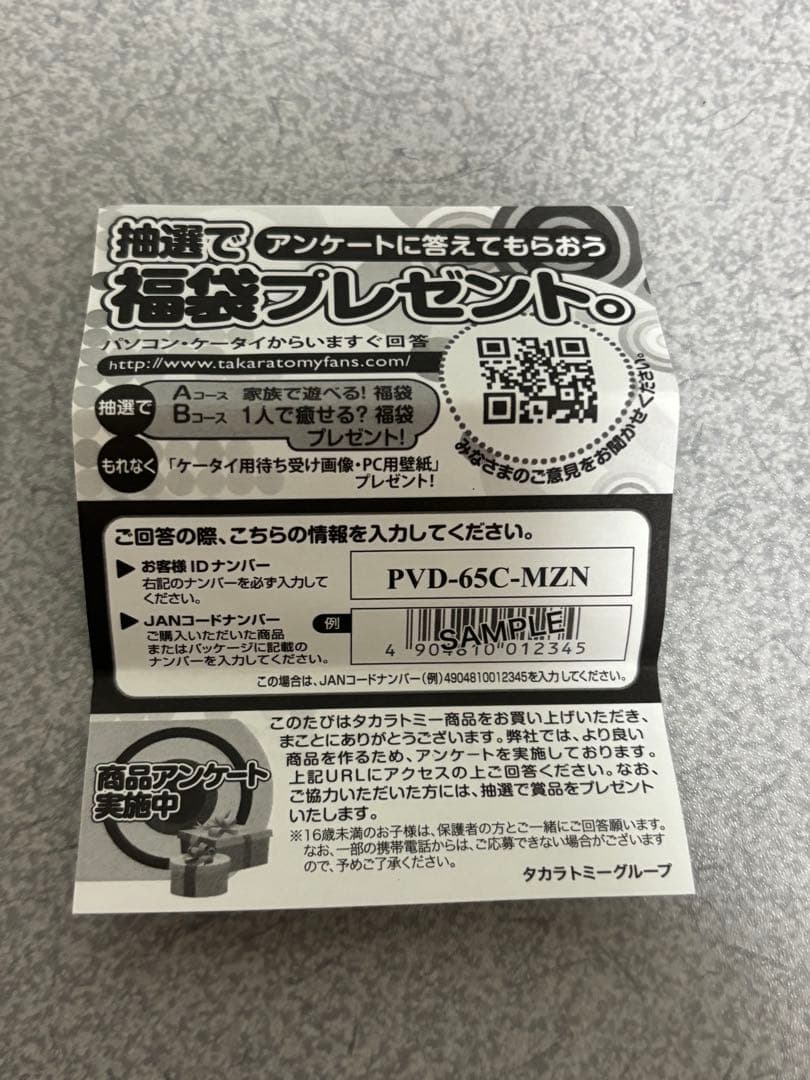 抽選で アンケートに答えてもらおう
福袋プレゼント。
パソコン・ケータイからいますぐ回答
http://www.takaratomyfans.com/
抽選で
Aコース 家族で遊べる! 福袋
Bコース 1人で癒せる? 福袋
プレゼント!
もれなく 「ケータイ用待ち受け画像・PC用壁紙」
プレゼント!
みなさまのご意見をお聞かせください。
ご回答の際、こちらの情報を入力してください。
▶ お客様IDナンバー
右記のナンバーを必ず入力して
ください。
PVD-65C-MZN
▶ JANコードナンバー
ご購入いただいた商品
またはパッケージに記載の
ナンバーを入力してください。
例
SAMPLE
4 904810 012345
この場合は、JANコードナンバー(例)4904810012345を入力してください。
商品アンケート
実施中
このたびはタカラトミー商品をお買い上げいただき、
まことにありがとうございます。弊社では、より良い
商品を作るため、アンケートを実施しております。
上記URLにアクセスの上ご回答ください。なお、
ご協力いただいた方には、抽選で賞品をプレゼント
いたします。
※16歳未満のお子様は、保護者の方とご一緒にご回答願います。
なお、一部の携帯電話からは、ご応募できない場合がございます
ので、予めご了承ください。
タカラトミーグループ